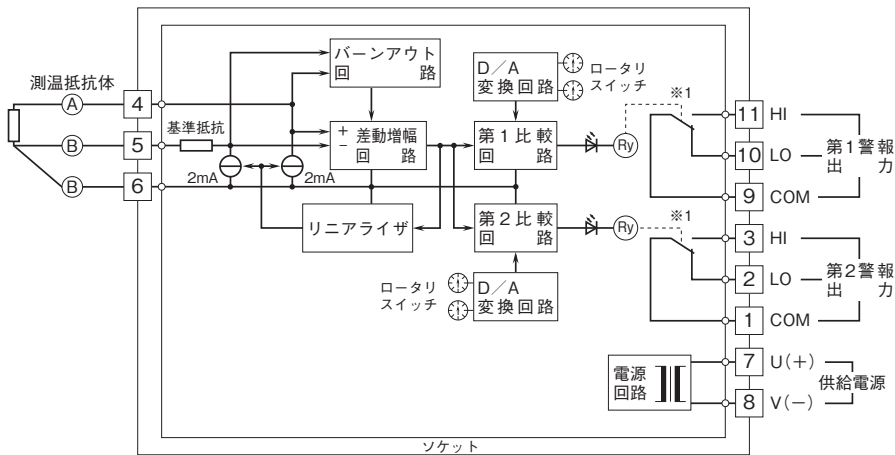 測温抵抗体
A
B
B
4
5
6
基準抵抗
2mA
2mA
バーンアウト
回路
+
−
差動増幅
回路
リニアライザ
D／A
変換回路
ロータリ
スイッチ
第1比較
回路
Ry
※1
第2比較
回路
Ry
※1
ロータリ
スイッチ
D／A
変換回路
電源
回路
11 HI
10 LO
9 COM
第1警報
出力
3 HI
2 LO
1 COM
第2警報
出力
7 U(＋)
8 V(−)
供給電源
ソケット